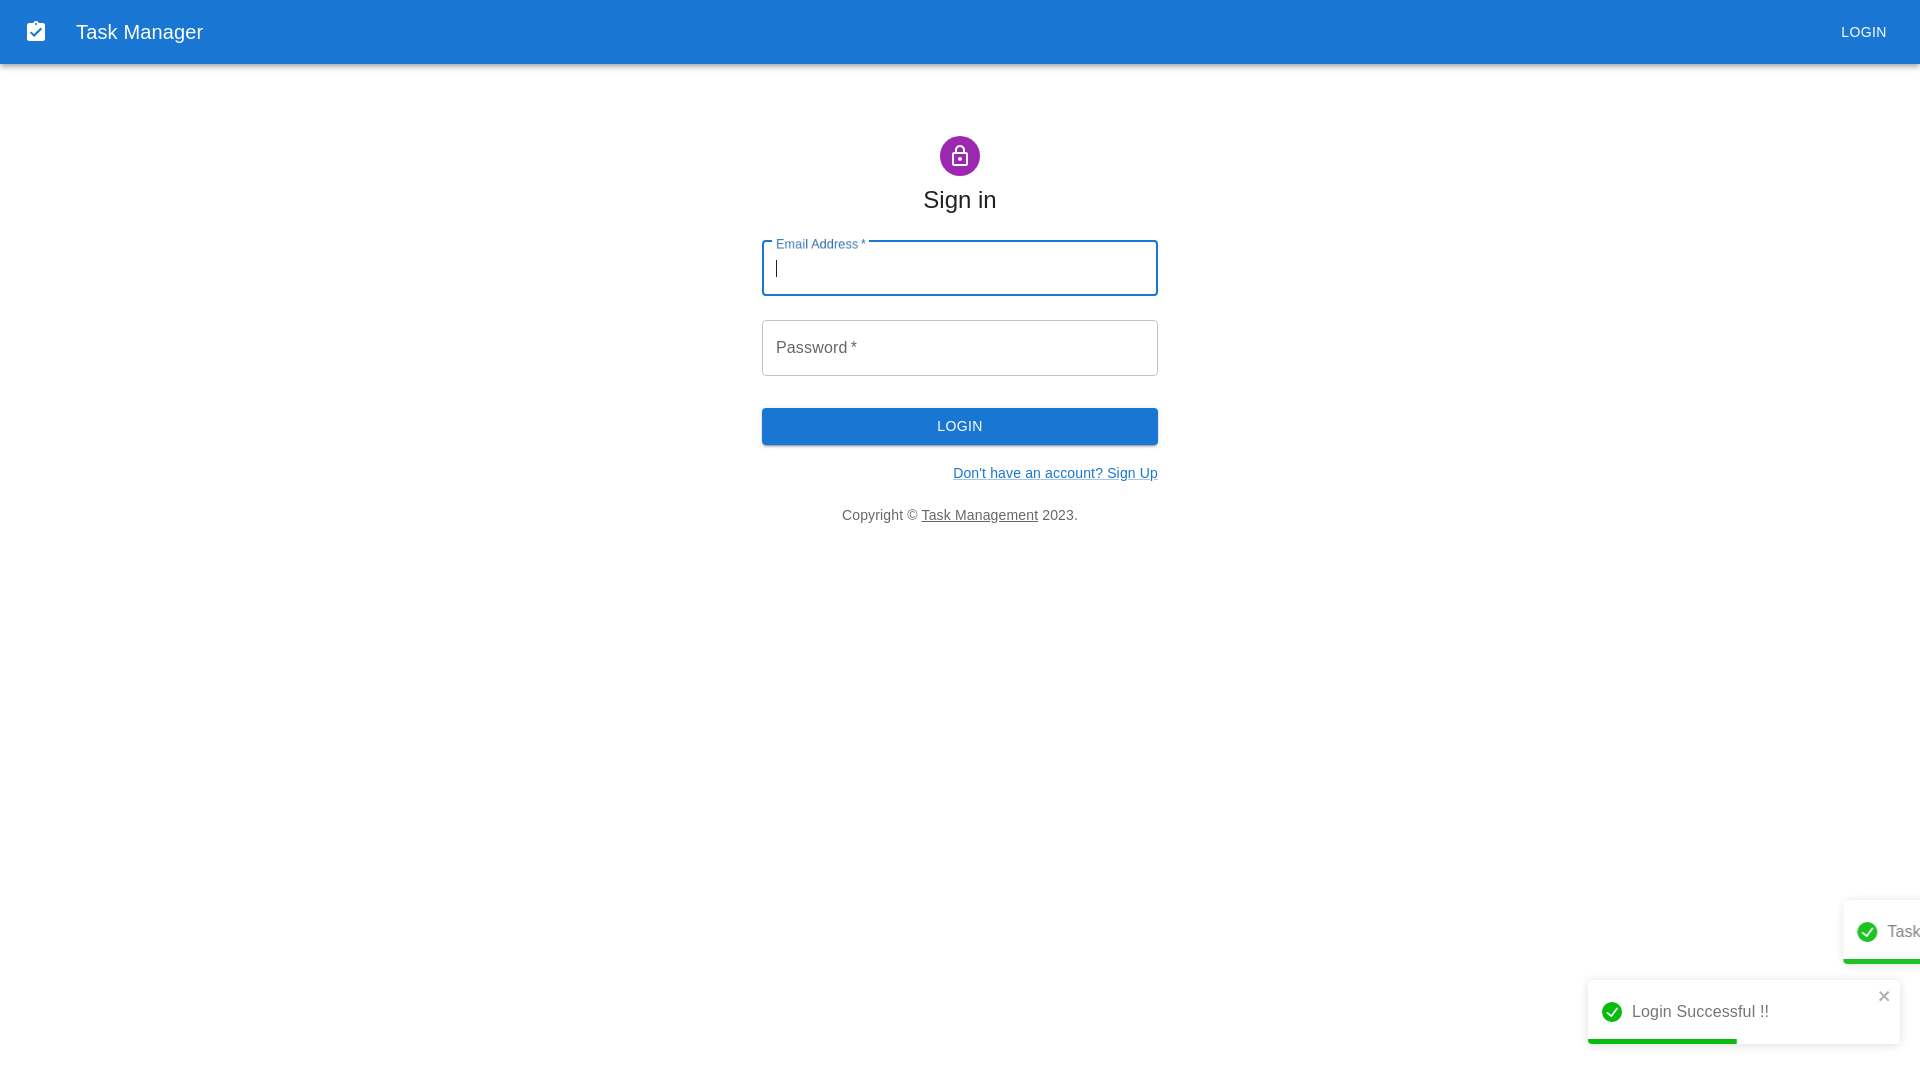 Task Manager
LOGIN
Sign in
Email Address *
Password *
LOGIN
Don't have an account? Sign Up
Copyright © Task Management 2023.
Task
Login Successful !!